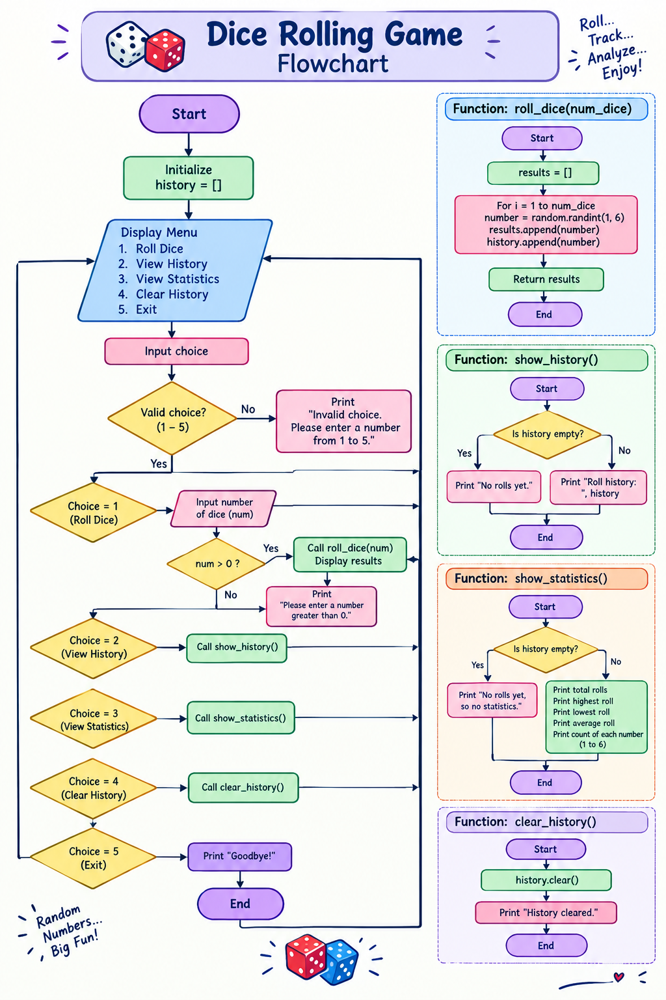 Dice Rolling Game
Flowchart
Roll...
Track...
Analyze...
Enjoy!
Start
Initialize
history = []
Display Menu
1. Roll Dice
2. View History
3. View Statistics
4. Clear History
5. Exit
Input choice
Valid choice?
(1 – 5)
No
Print
"Invalid choice.
Please enter a number
from 1 to 5."
Yes
Choice = 1
(Roll Dice)
Input number
of dice (num)
num > 0 ?
Yes
Call roll_dice(num)
Display results
No
Print
"Please enter a number
greater than 0."
Choice = 2
(View History)
Call show_history()
Choice = 3
(View Statistics)
Call show_statistics()
Choice = 4
(Clear History)
Call clear_history()
Choice = 5
(Exit)
Print "Goodbye!"
End
Random
Numbers...
Big Fun!
Function: roll_dice(num_dice)
Start
results = []
For i = 1 to num_dice
number = random.randint(1, 6)
results.append(number)
history.append(number)
Return results
End
Function: show_history()
Start
Is history empty?
Yes
No
Print "No rolls yet."
Print "Roll history:
", history
End
Function: show_statistics()
Start
Is history empty?
Yes
No
Print "No rolls yet,
so no statistics."
Print total rolls
Print highest roll
Print lowest roll
Print average roll
Print count of each number
(1 to 6)
End
Function: clear_history()
Start
history.clear()
Print "History cleared."
End